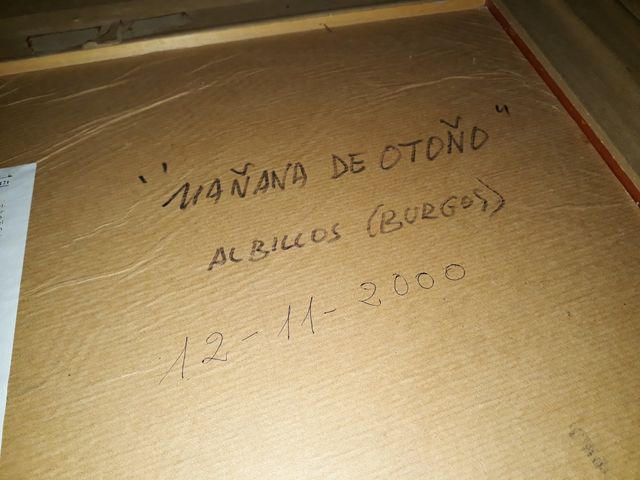 "MAÑANA DE OTOÑO"
ALBILLOS (BURGOS)
12-11-2000